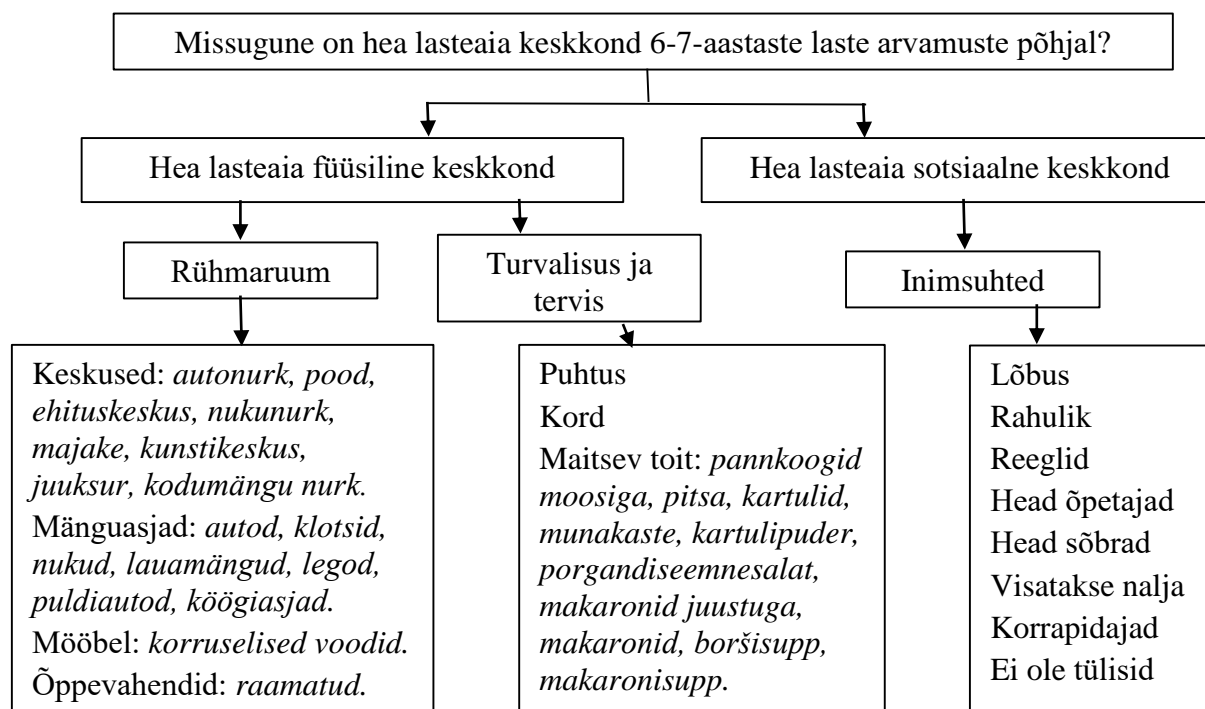 Missugune on hea lasteaia keskkond 6-7-aastaste laste arvamuste põhjal?
Hea lasteaia füüsiline keskkond
Hea lasteaia sotsiaalne keskkond
Rühmaruum
Turvalisus ja
tervis
Inimsuhted
Keskused: autonurk, pood,
ehituskeskus, nukunurk,
majake, kunstikeskus,
juuksur, kodumängu nurk.
Mänguasjad: autod, klotsid,
nukud, lauamängud, legod,
puldiautod, köögiasjad.
Mööbel: korruselised voodid.
Õppevahendid: raamatud.
Puhtus
Kord
Maitsev toit: pannkoogid
moosiga, pitsa, kartulid,
munakaste, kartulipuder,
porgandiseemnesalat,
makaronid juustuga,
makaronid, boršisupp,
makaronisupp.
Lõbus
Rahulik
Reeglid
Head õpetajad
Head sõbrad
Visatakse nalja
Korrapidajad
Ei ole tülisid